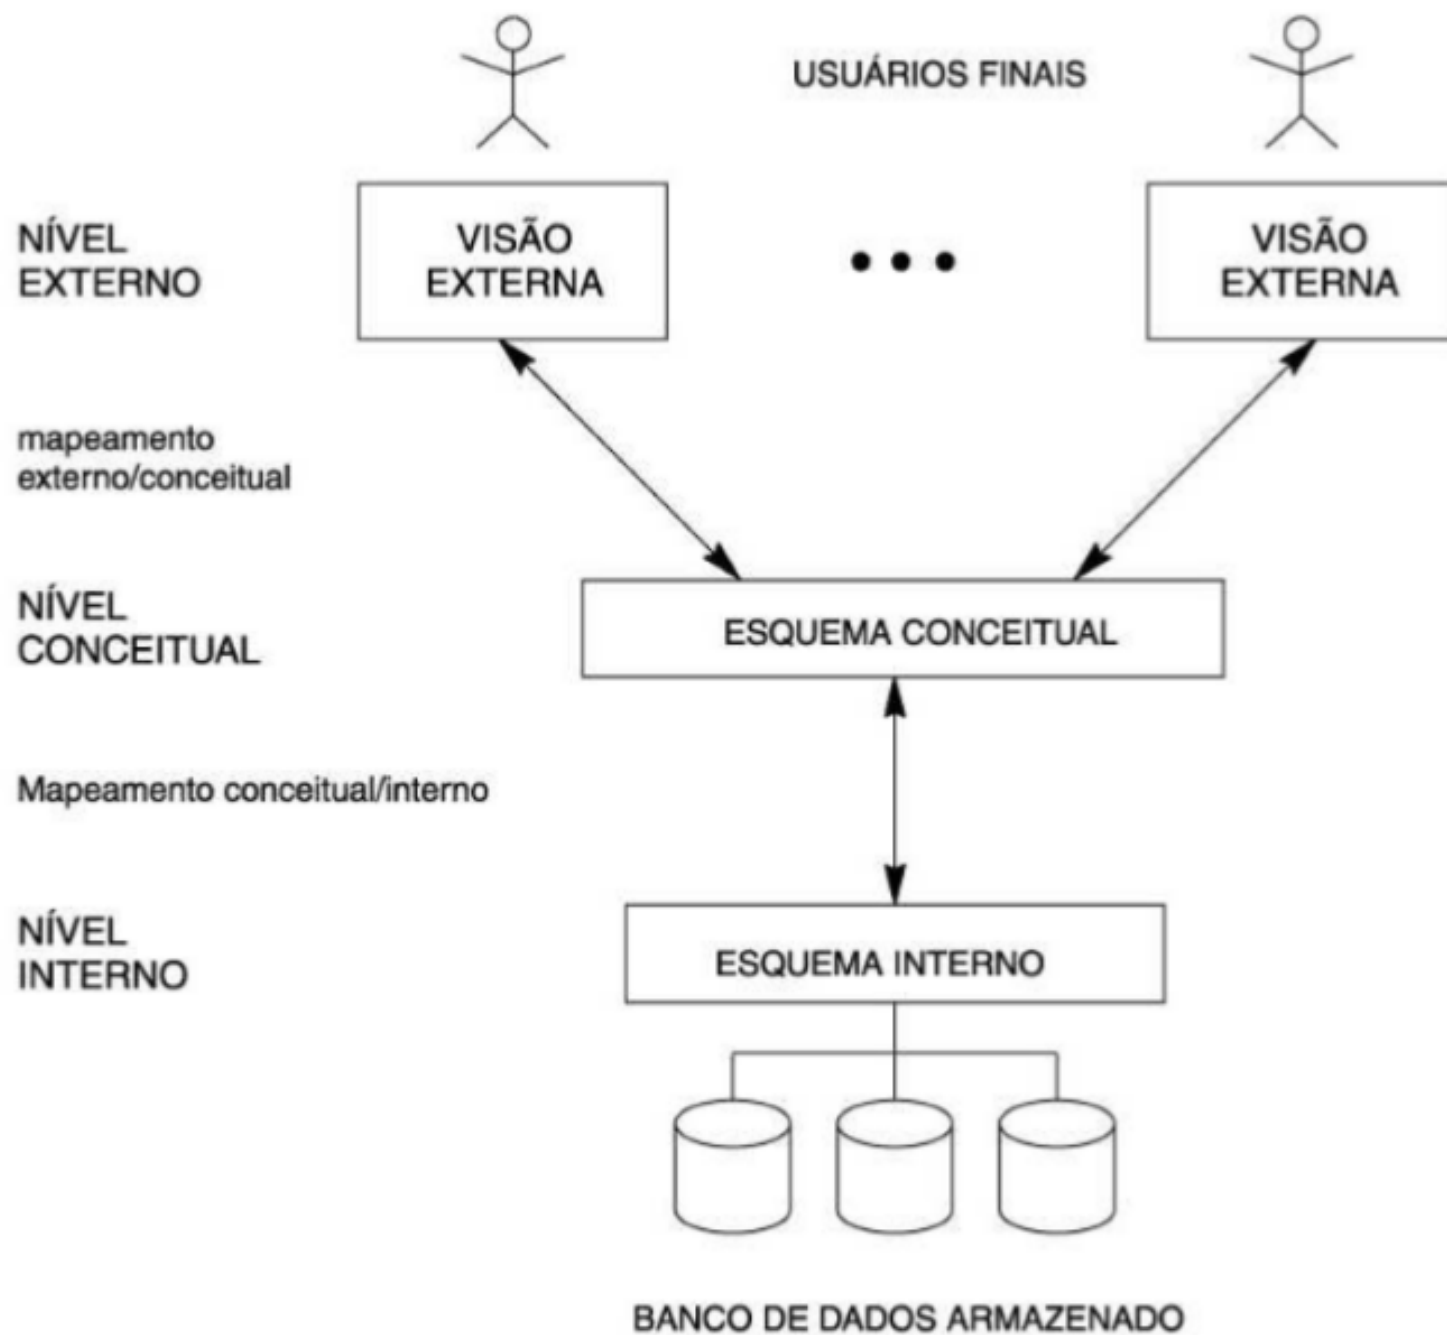 USUÁRIOS FINAIS
NÍVEL
EXTERNO
VISÃO
EXTERNA
VISÃO
EXTERNA
mapeamento
externo/conceitual
NÍVEL
CONCEITUAL
ESQUEMA CONCEITUAL
Mapeamento conceitual/interno
NÍVEL
INTERNO
ESQUEMA INTERNO
BANCO DE DADOS ARMAZENADO